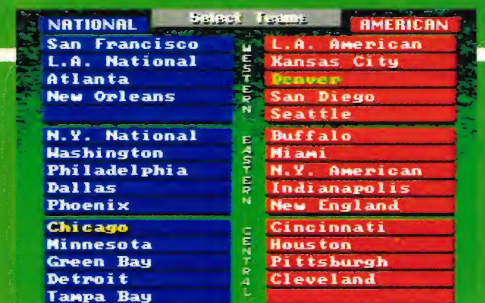 Select Teams
NATIONAL
AMERICAN
San Francisco
L.A. National
Atlanta
New Orleans
WESTERN
L.A. American
Kansas City
Denver
San Diego
Seattle
N.Y. National
Washington
Philadelphia
Dallas
Phoenix
EASTERN
Buffalo
Miami
N.Y. American
Indianapolis
New England
Chicago
Minnesota
Green Bay
Detroit
Tampa Bay
CENTRAL
Cincinnati
Houston
Pittsburgh
Cleveland